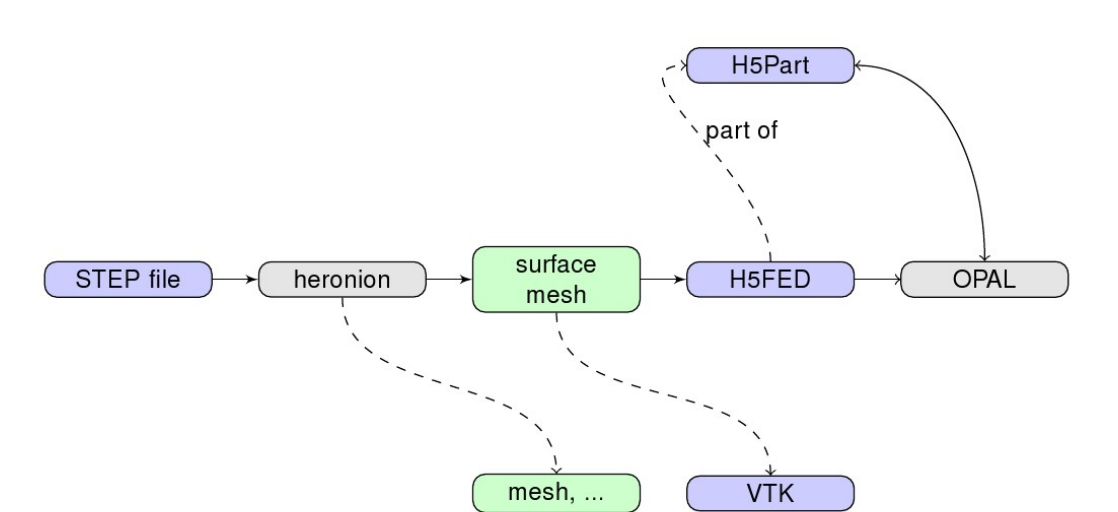 H5Part
part of
STEP file
heronion
surface
mesh
H5FED
OPAL
mesh, ...
VTK